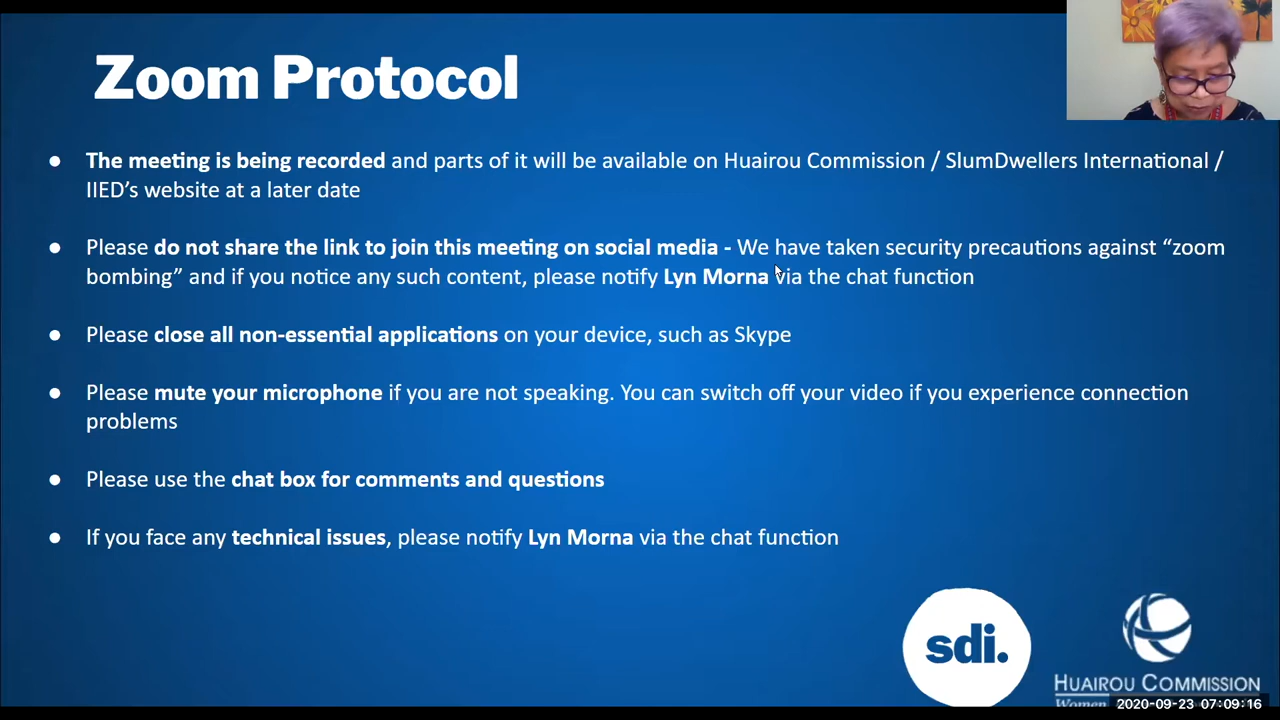 Zoom Protocol
● The meeting is being recorded and parts of it will be available on Huairou Commission / SlumDwellers International /
IIED's website at a later date
● Please do not share the link to join this meeting on social media - We have taken security precautions against “zoom
bombing” and if you notice any such content, please notify Lyn Morna via the chat function
● Please close all non-essential applications on your device, such as Skype
● Please mute your microphone if you are not speaking. You can switch off your video if you experience connection
problems
● Please use the chat box for comments and questions
● If you face any technical issues, please notify Lyn Morna via the chat function
sdi.
HUAIROU COMMISSION
Women
2020-09-23 07:09:16